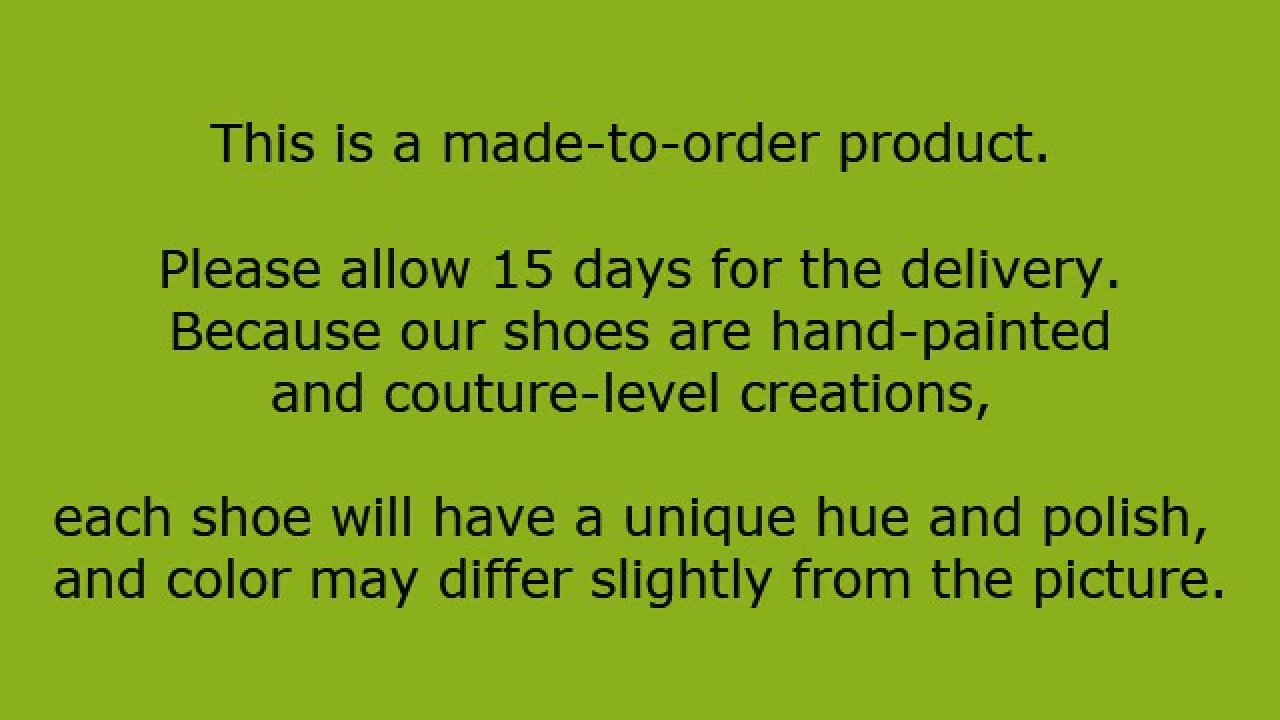 This is a made-to-order product.
Please allow 15 days for the delivery.
Because our shoes are hand-painted
and couture-level creations,
each shoe will have a unique hue and polish,
and color may differ slightly from the picture.